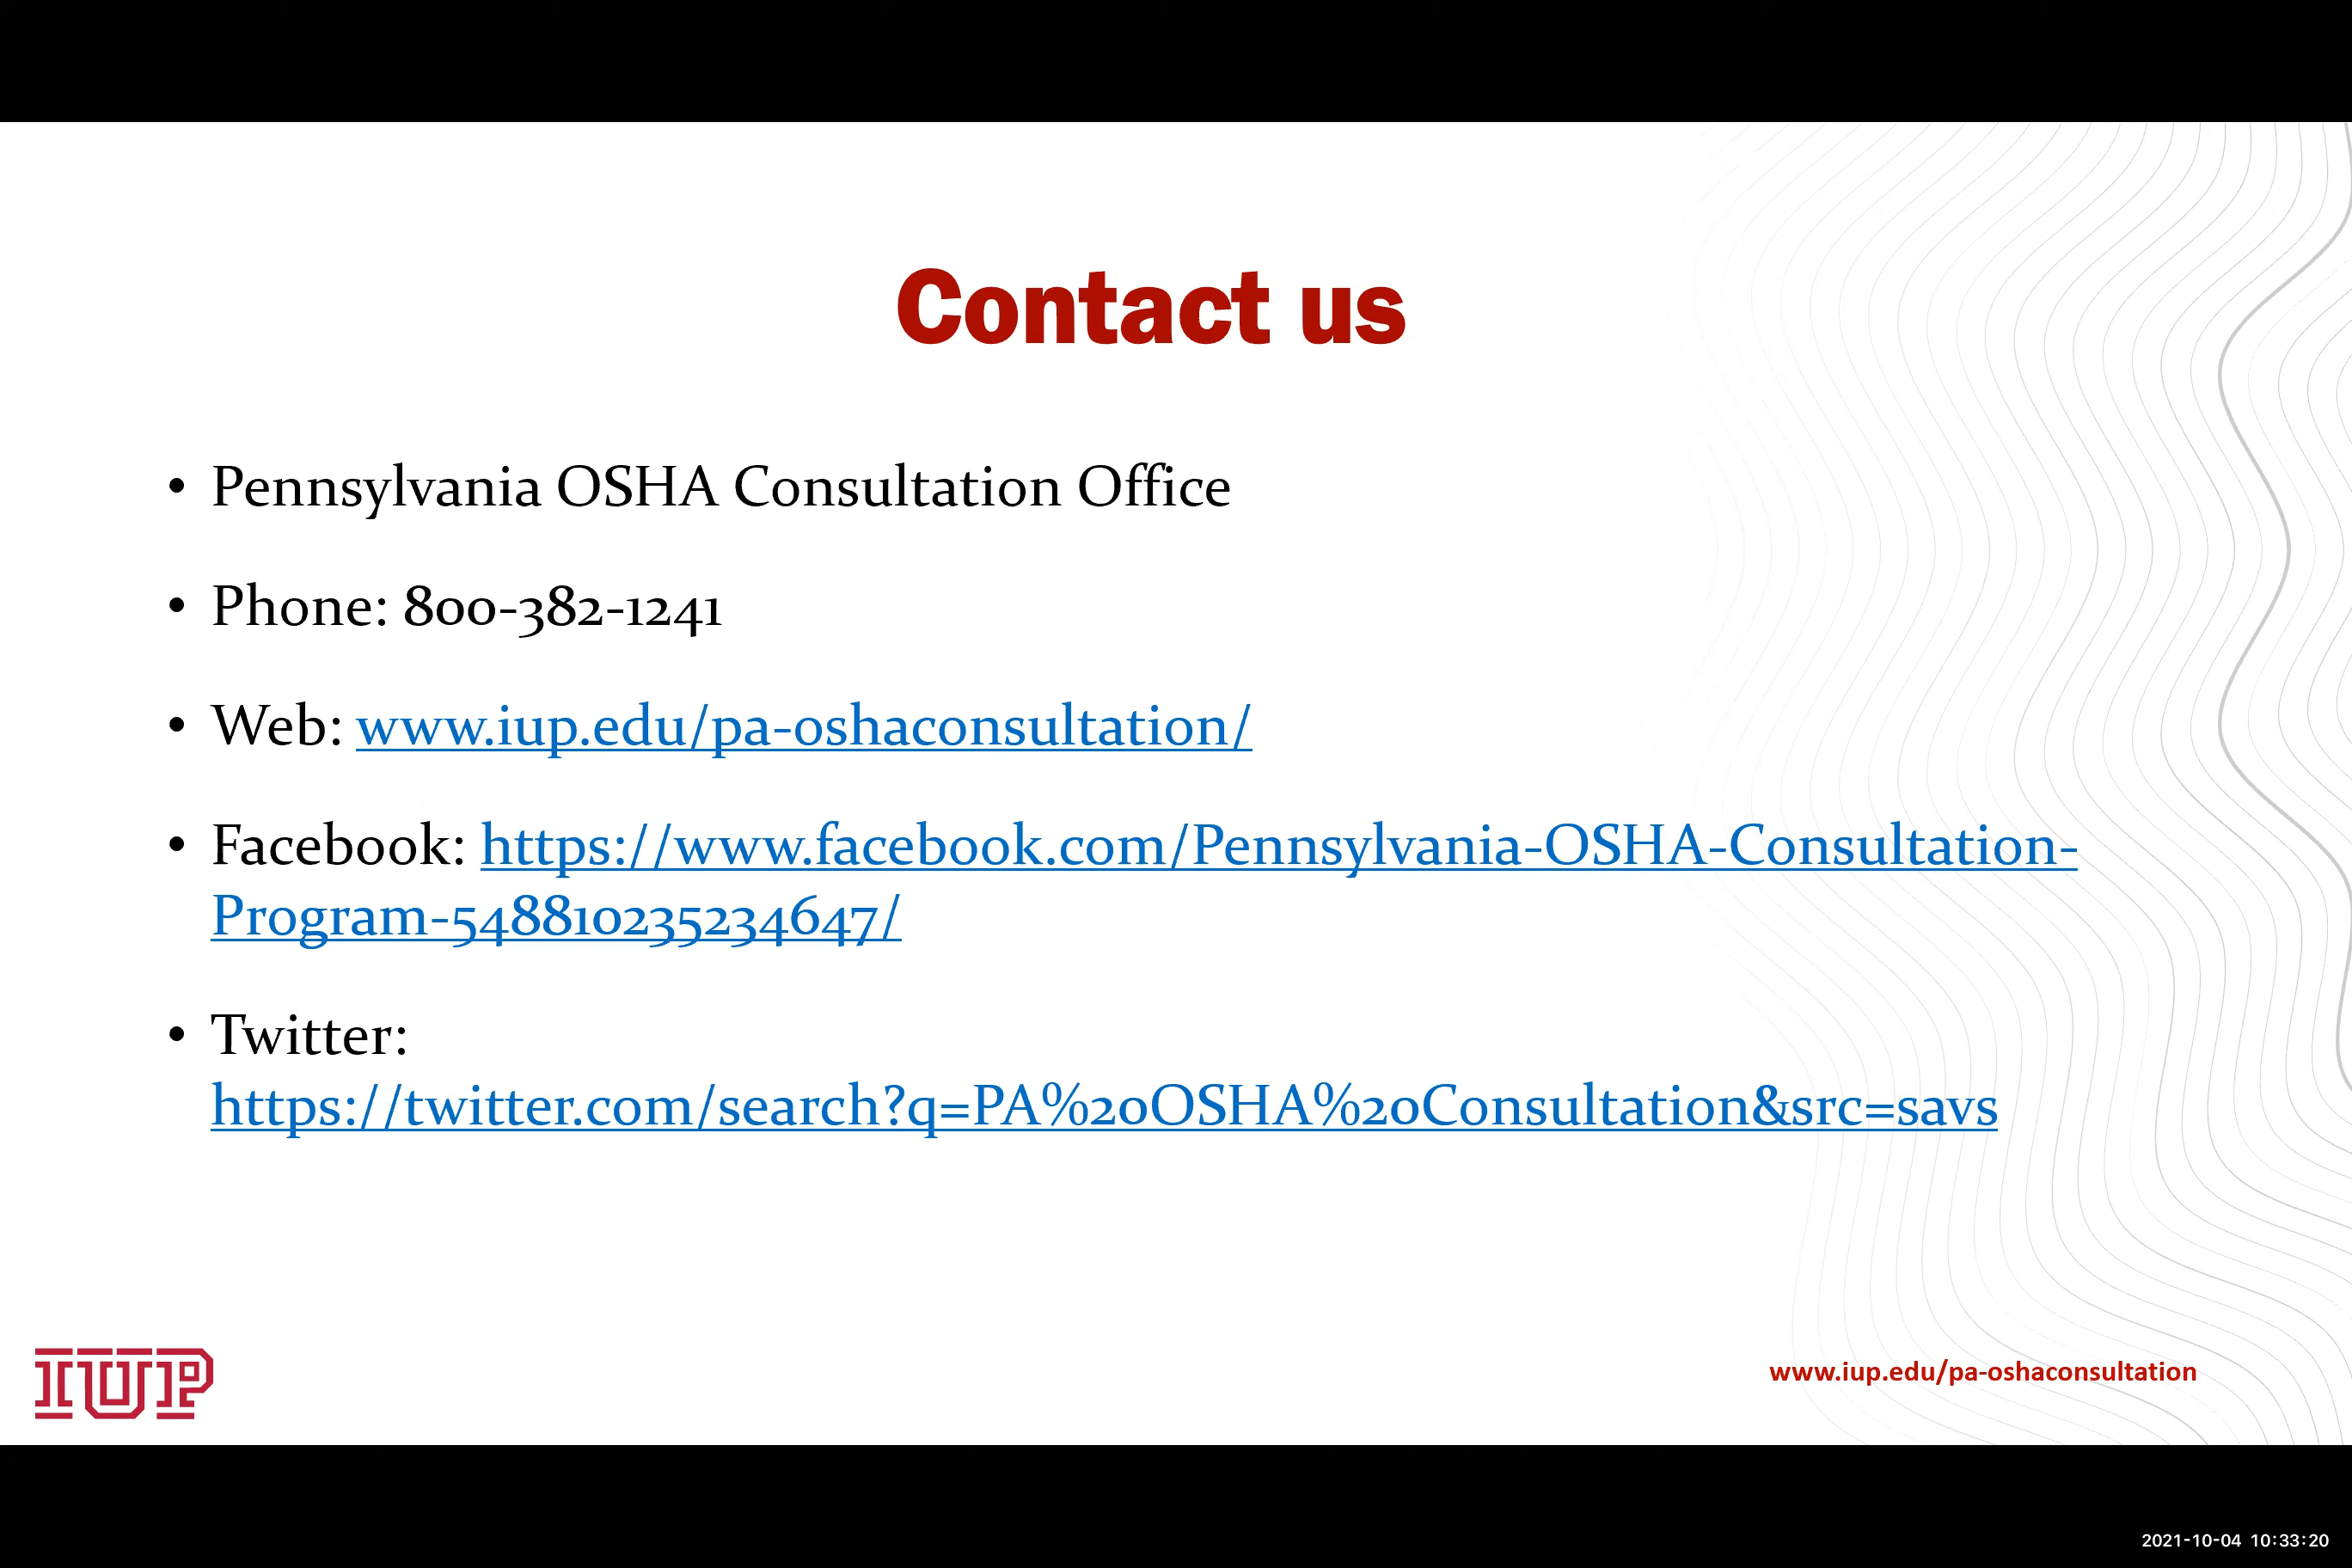 Contact us
• Pennsylvania OSHA Consultation Office
• Phone: 800-382-1241
• Web: www.iup.edu/pa-oshaconsultation/
• Facebook: https://www.facebook.com/Pennsylvania-OSHA-Consultation-
Program-548810235234647/
• Twitter:
https://twitter.com/search?q=PA%20OSHA%20Consultation&src=savs
IUP
www.iup.edu/pa-oshaconsultation
2021-10-04 10:33:20